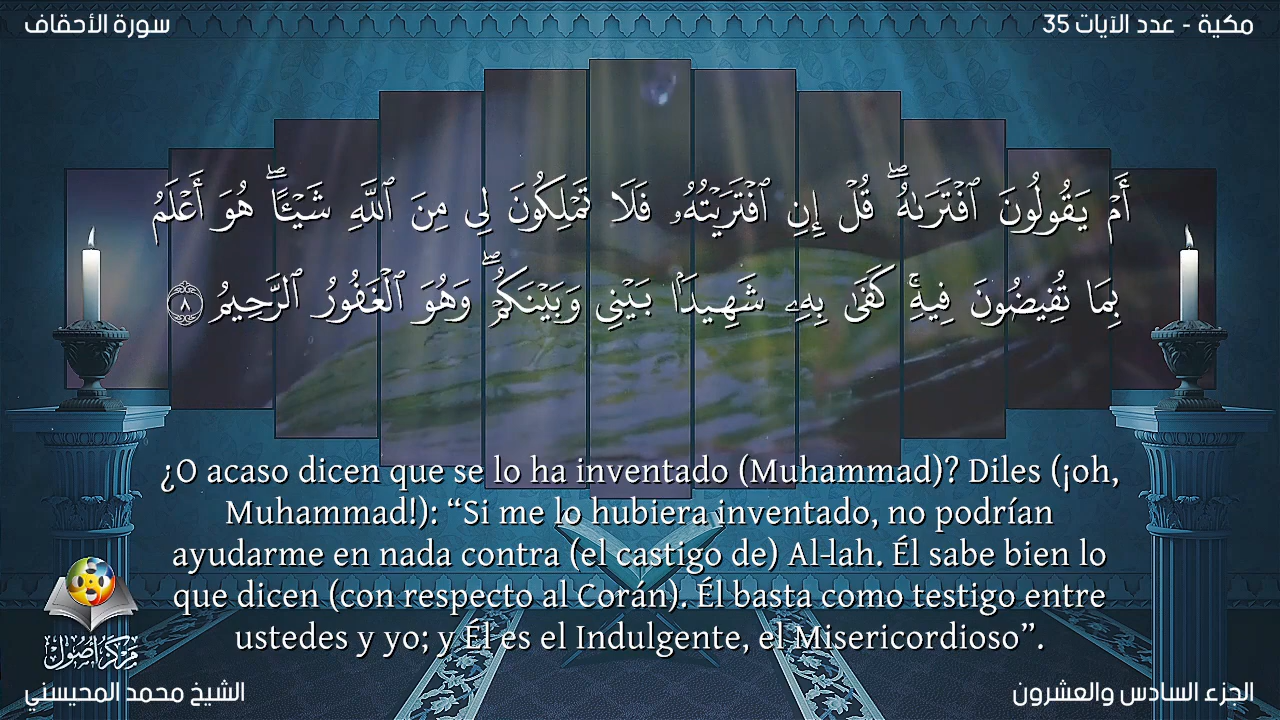 مكية - عدد الآيات 35
سورة الأحقاف
أَمۡ يَقُولُونَ ٱفۡتَرَىٰهُۖ قُلۡ إِنِ ٱفۡتَرَيۡتُهُۥ فَلَا تَمۡلِكُونَ لِي مِنَ ٱللَّهِ شَيۡـًٔاۖ هُوَ أَعۡلَمُ
بِمَا تُفِيضُونَ فِيهِۚ كَفَىٰ بِهِۦ شَهِيدَۢا بَيۡنِي وَبَيۡنَكُمۡۖ وَهُوَ ٱلۡغَفُورُ ٱلرَّحِيمُ ٨
¿O acaso dicen que se lo ha inventado (Muhammad)? Diles (¡oh,
Muhammad!): “Si me lo hubiera inventado, no podrían
ayudarme en nada contra (el castigo de) Al-lah. Él sabe bien lo
que dicen (con respecto al Corán). Él basta como testigo entre
ustedes y yo; y Él es el Indulgente, el Misericordioso”.
مركز أصول
الجزء السادس والعشرون
الشيخ محمد المحيسني